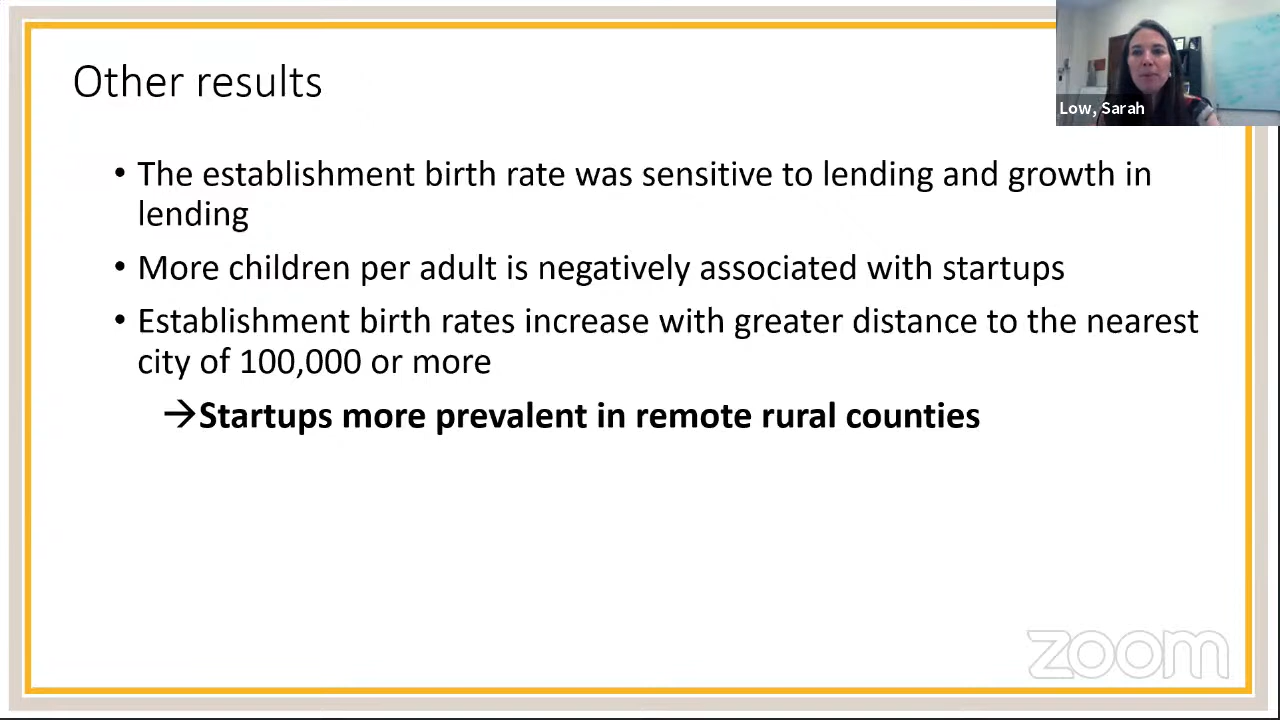 Other results
Low, Sarah
• The establishment birth rate was sensitive to lending and growth in
lending
• More children per adult is negatively associated with startups
• Establishment birth rates increase with greater distance to the nearest
city of 100,000 or more
→Startups more prevalent in remote rural counties
zoom